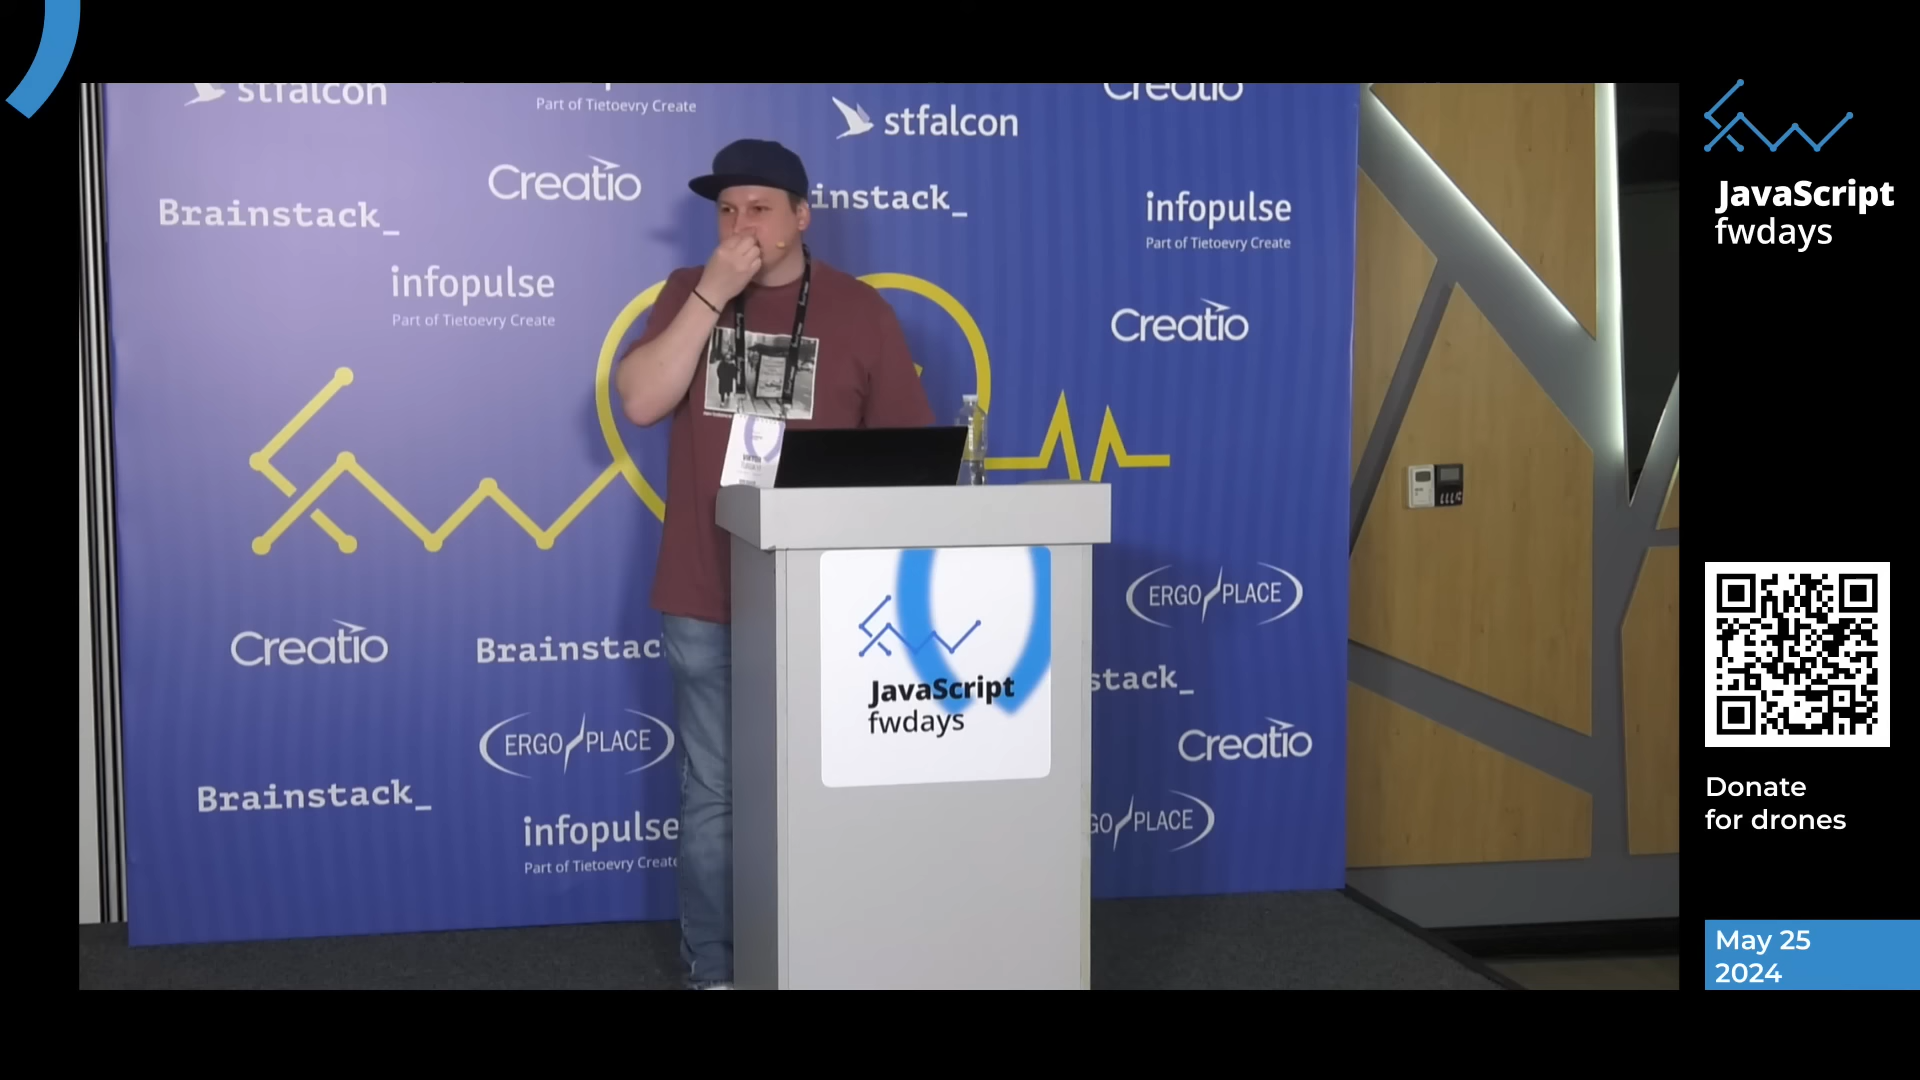 stfalcon
Part of Tietoevry Create
stfalcon
Creatio
Creatio
Brainstack_
instack_
infopulse
Part of Tietoevry Create
infopulse
Part of Tietoevry Create
Creatio
VIKTOR
ERGO PLACE
Creatio
Brainstac
stack_
JavaScript
fwdays
ERGO PLACE
Creatio
Brainstack_
infopulse
Part of Tietoevry Create
GO PLACE
JavaScript
fwdays
Donate
for drones
May 25
2024